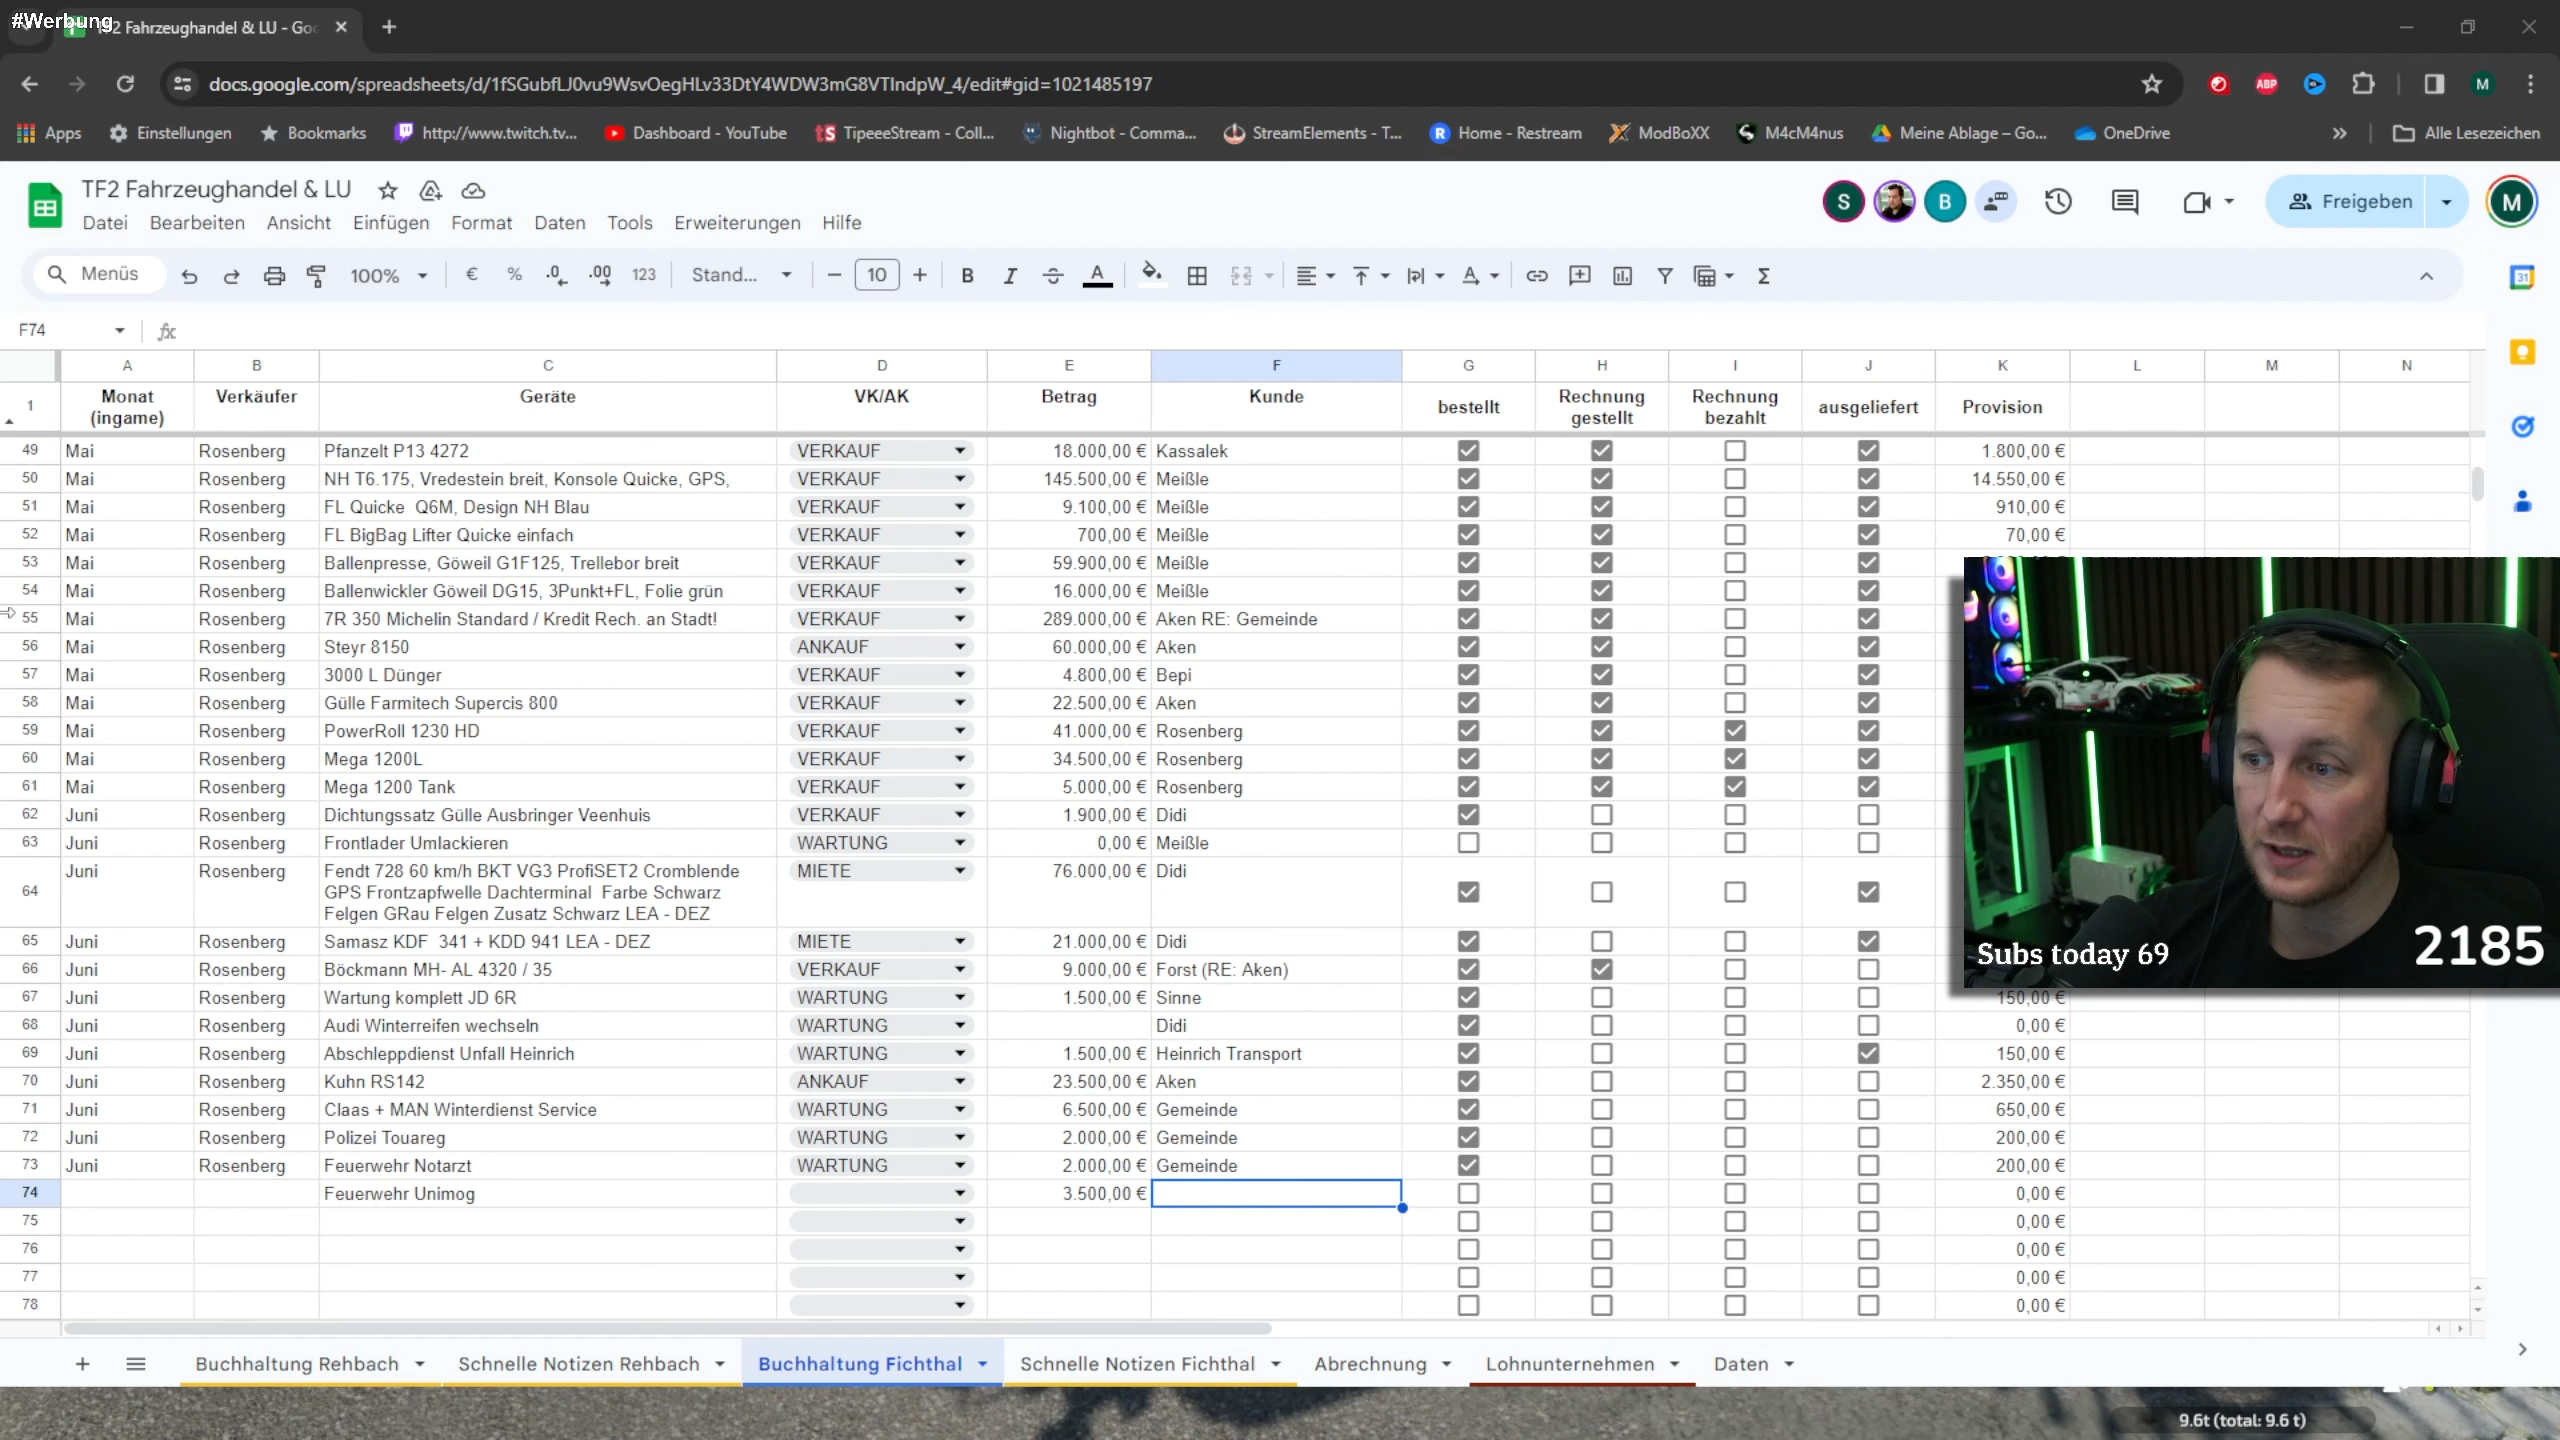 #Werbung
TF2 Fahrzeughandel & LU - Goo
docs.google.com/spreadsheets/d/1fSGubfLJ0vu9WsvOegHLv33DtY4WDW3mG8VTIndpW_4/edit#gid=1021485197
Apps Einstellungen Bookmarks http://www.twitch.tv... Dashboard - YouTube TipeeeStream - Coll... Nightbot - Comma... StreamElements - T... Home - Restream ModBoXX M4cM4nus Meine Ablage – Go... OneDrive » Alle Lesezeichen
TF2 Fahrzeughandel & LU
S B Freigeben M
Datei Bearbeiten Ansicht Einfügen Format Daten Tools Erweiterungen Hilfe
Menüs 100% € % .0 .00 123 Stand... 10 B I A Σ
F74 fx
A B C D E F G H I J K L M N
1 Monat (ingame) Verkäufer Geräte VK/AK Betrag Kunde bestellt Rechnung gestellt Rechnung bezahlt ausgeliefert Provision
49 Mai Rosenberg Pfanzelt P13 4272 VERKAUF 18.000,00 € Kassalek 1.800,00 €
50 Mai Rosenberg NH T6.175, Vredestein breit, Konsole Quicke, GPS, VERKAUF 145.500,00 € Meißle 14.550,00 €
51 Mai Rosenberg FL Quicke Q6M, Design NH Blau VERKAUF 9.100,00 € Meißle 910,00 €
52 Mai Rosenberg FL BigBag Lifter Quicke einfach VERKAUF 700,00 € Meißle 70,00 €
53 Mai Rosenberg Ballenpresse, Göweil G1F125, Trellebor breit VERKAUF 59.900,00 € Meißle
54 Mai Rosenberg Ballenwickler Göweil DG15, 3Punkt+FL, Folie grün VERKAUF 16.000,00 € Meißle
55 Mai Rosenberg 7R 350 Michelin Standard / Kredit Rech. an Stadt! VERKAUF 289.000,00 € Aken RE: Gemeinde
56 Mai Rosenberg Steyr 8150 ANKAUF 60.000,00 € Aken
57 Mai Rosenberg 3000 L Dünger VERKAUF 4.800,00 € Bepi
58 Mai Rosenberg Gülle Farmitech Supercis 800 VERKAUF 22.500,00 € Aken
59 Mai Rosenberg PowerRoll 1230 HD VERKAUF 41.000,00 € Rosenberg
60 Mai Rosenberg Mega 1200L VERKAUF 34.500,00 € Rosenberg
61 Mai Rosenberg Mega 1200 Tank VERKAUF 5.000,00 € Rosenberg
62 Juni Rosenberg Dichtungssatz Gülle Ausbringer Veenhuis VERKAUF 1.900,00 € Didi
63 Juni Rosenberg Frontlader Umlackieren WARTUNG 0,00 € Meißle
64 Juni Rosenberg Fendt 728 60 km/h BKT VG3 ProfiSET2 Cromblende MIETE 76.000,00 € Didi
GPS Frontzapfwelle Dachterminal Farbe Schwarz
Felgen GRau Felgen Zusatz Schwarz LEA - DEZ
65 Juni Rosenberg Samasz KDF 341 + KDD 941 LEA - DEZ MIETE 21.000,00 € Didi
66 Juni Rosenberg Böckmann MH- AL 4320 / 35 VERKAUF 9.000,00 € Forst (RE: Aken)
67 Juni Rosenberg Wartung komplett JD 6R WARTUNG 1.500,00 € Sinne 150,00 €
68 Juni Rosenberg Audi Winterreifen wechseln WARTUNG Didi 0,00 €
69 Juni Rosenberg Abschleppdienst Unfall Heinrich WARTUNG 1.500,00 € Heinrich Transport 150,00 €
70 Juni Rosenberg Kuhn RS142 ANKAUF 23.500,00 € Aken 2.350,00 €
71 Juni Rosenberg Claas + MAN Winterdienst Service WARTUNG 6.500,00 € Gemeinde 650,00 €
72 Juni Rosenberg Polizei Touareg WARTUNG 2.000,00 € Gemeinde 200,00 €
73 Juni Rosenberg Feuerwehr Notarzt WARTUNG 2.000,00 € Gemeinde 200,00 €
74 Feuerwehr Unimog 3.500,00 € 0,00 €
75 0,00 €
76 0,00 €
77 0,00 €
78 0,00 €
Subs today 69 2185
Buchhaltung Rehbach Schnelle Notizen Rehbach Buchhaltung Fichthal Schnelle Notizen Fichthal Abrechnung Lohnunternehmen Daten
9.6t (total: 9.6 t)